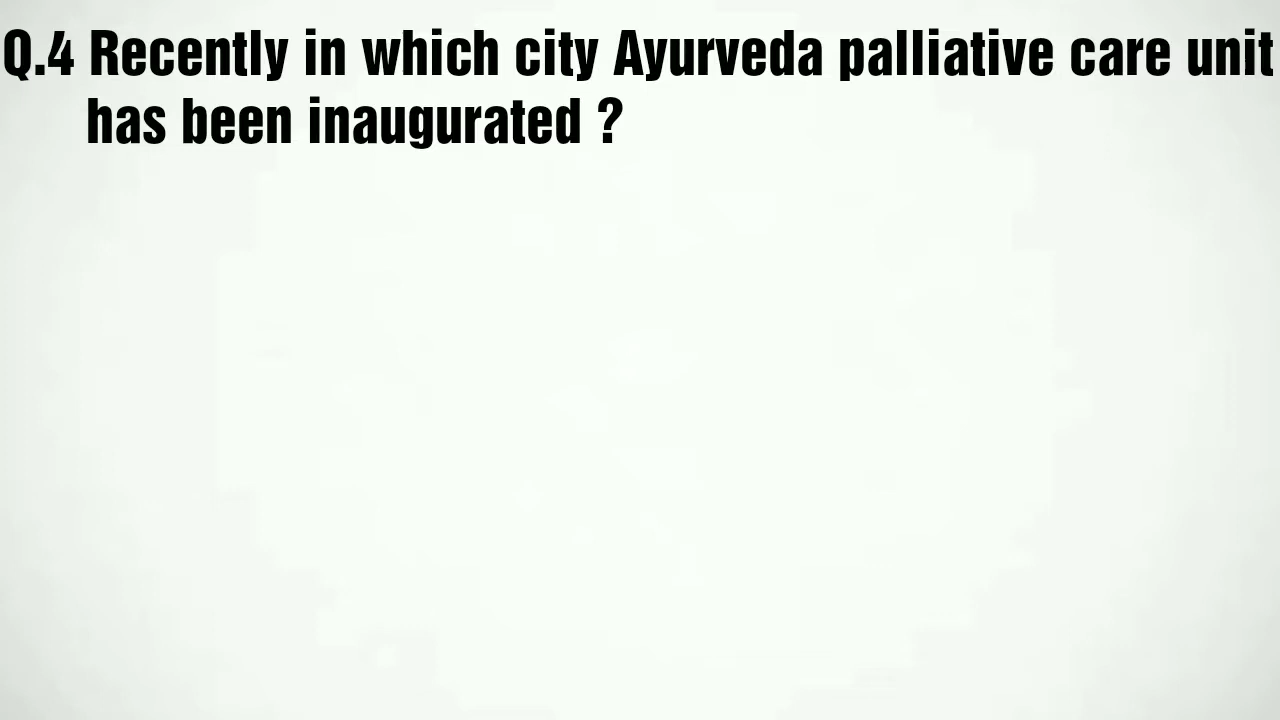 Q.4 Recently in which city Ayurveda palliative care unit
has been inaugurated ?